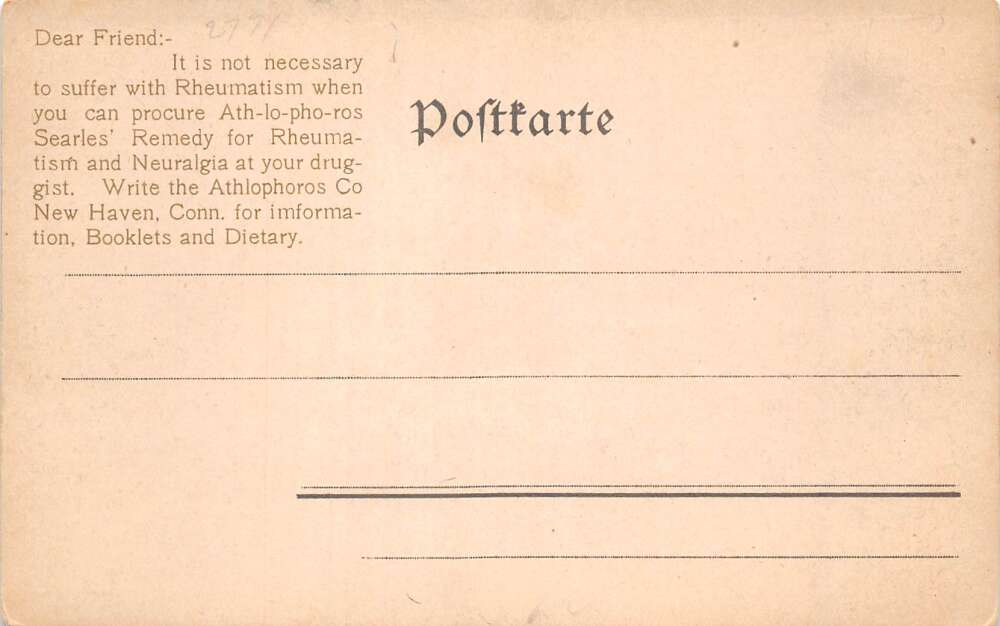 Dear Friend:-
It is not necessary
to suffer with Rheumatism when
you can procure Ath-lo-pho-ros
Searles' Remedy for Rheuma-
tism and Neuralgia at your drug-
gist. Write the Athlophoros Co
New Haven, Conn. for imforma-
tion, Booklets and Dietary.
Poſtkarte